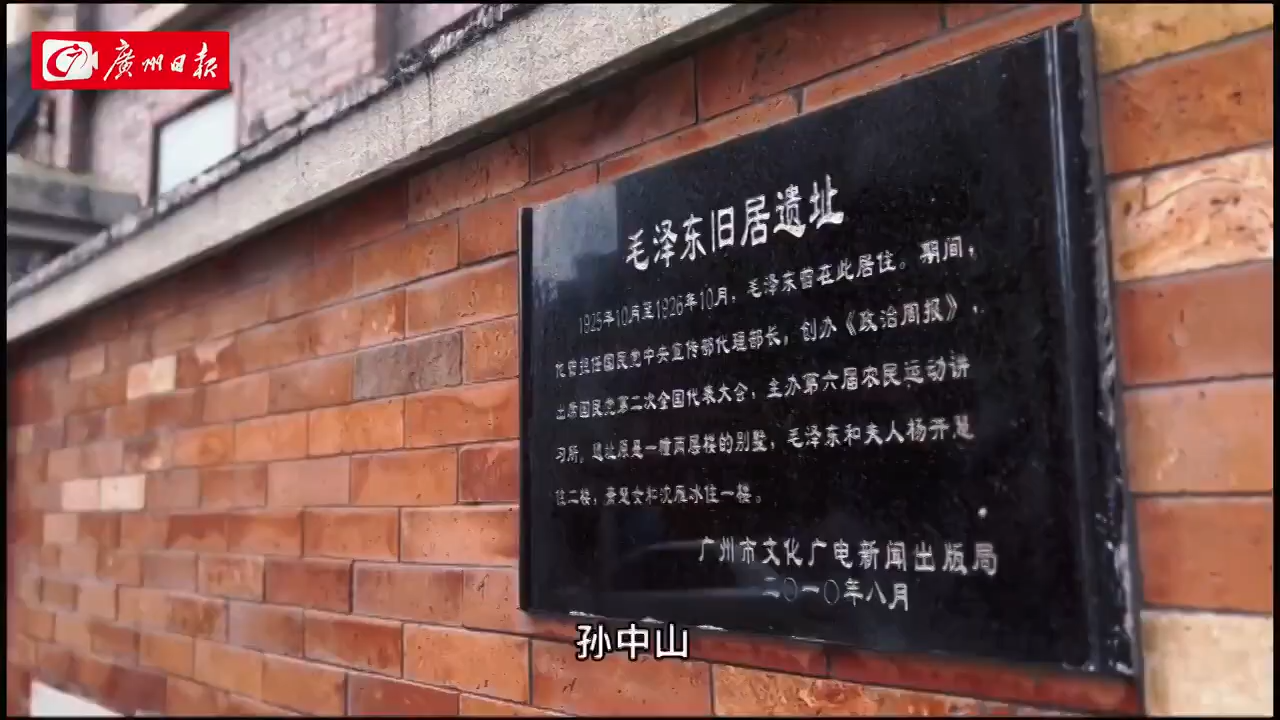 廣州日报
毛泽东旧居遗址
1925年10月至1926年10月，毛泽东曾在此居住。期间，
他曾担任国民党中央宣传部代理部长，创办《政治周报》，
出席国民党第二次全国代表大会，主办第六届农民运动讲
习所。遗址原是一幢两层楼的别墅，毛泽东和夫人杨开慧
住二楼，萧楚女和沈雁冰住一楼。
广州市文化广电新闻出版局
二〇一〇年八月
孙中山